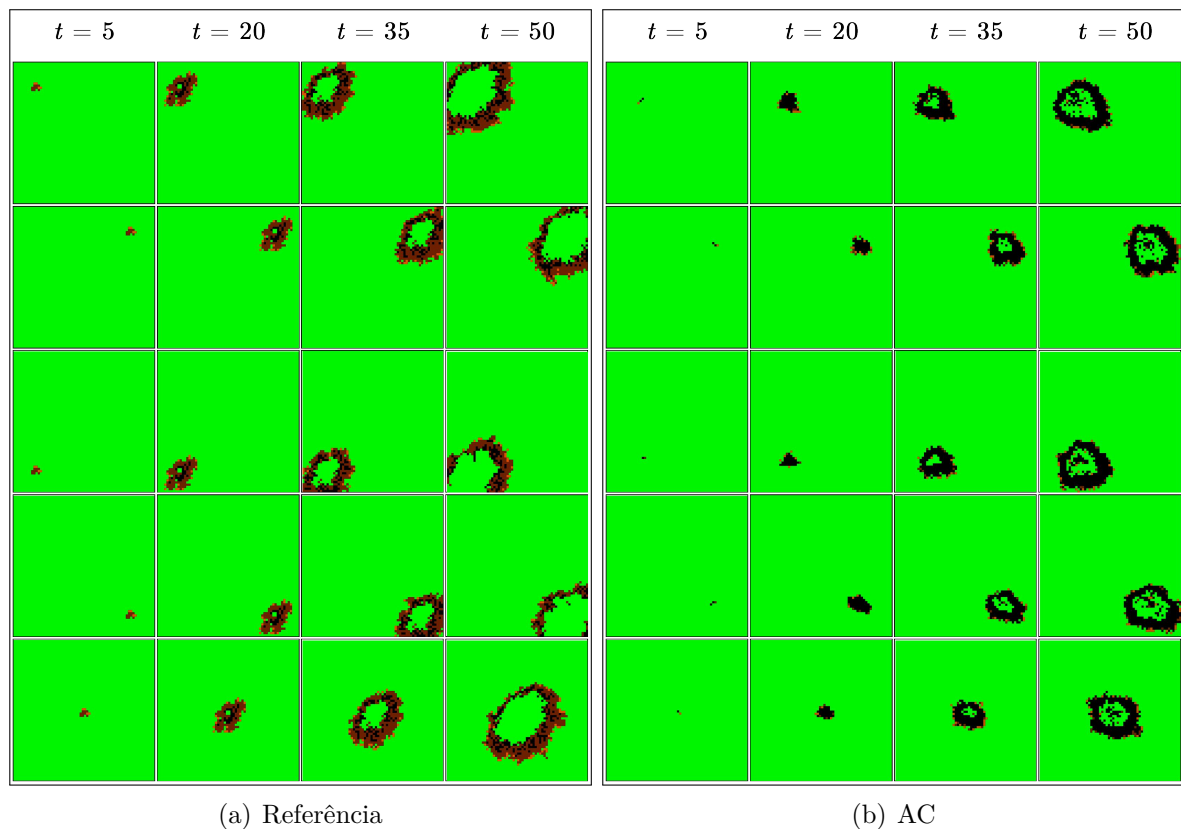 t = 5 t = 20 t = 35 t = 50
t = 5 t = 20 t = 35 t = 50
(a) Referência
(b) AC